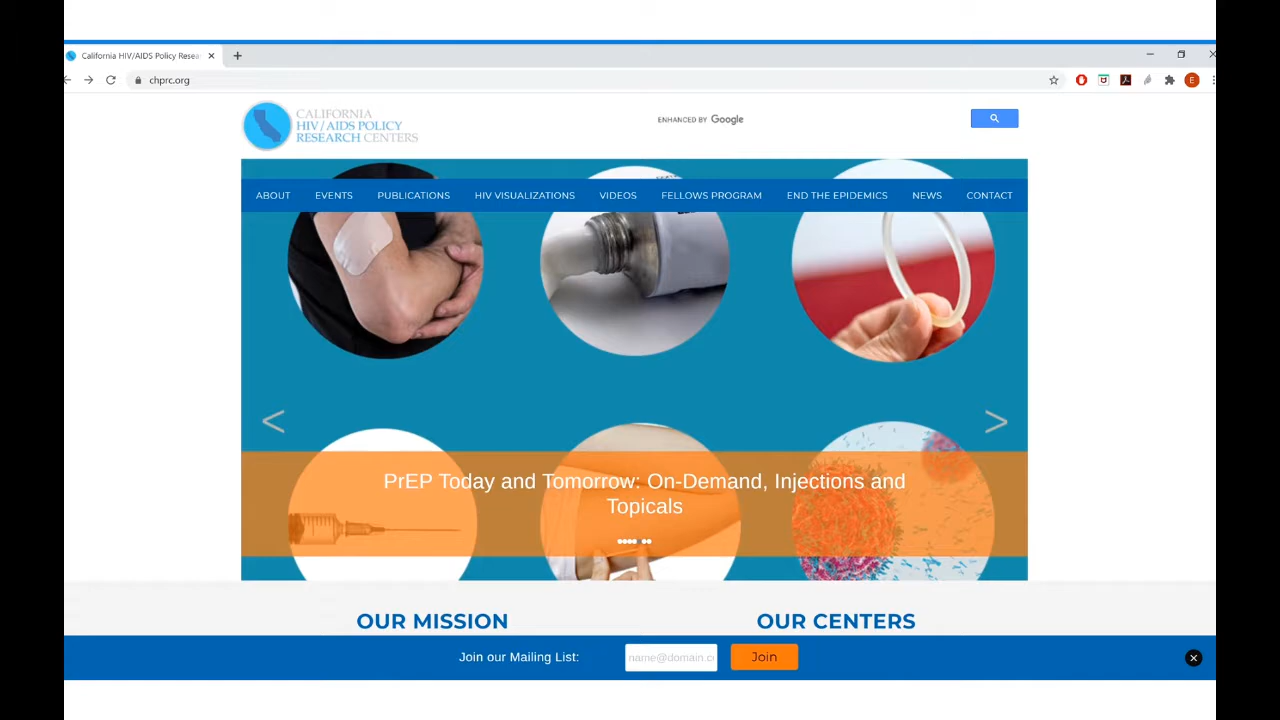 California HIV/AIDS Policy Resea
chprc.org
E
CALIFORNIA
HIV/AIDS POLICY
RESEARCH CENTERS
ENHANCED BY Google
ABOUT EVENTS PUBLICATIONS HIV VISUALIZATIONS VIDEOS FELLOWS PROGRAM END THE EPIDEMICS NEWS CONTACT
PrEP Today and Tomorrow: On-Demand, Injections and
Topicals
OUR MISSION OUR CENTERS
Join our Mailing List: name@domain.c Join